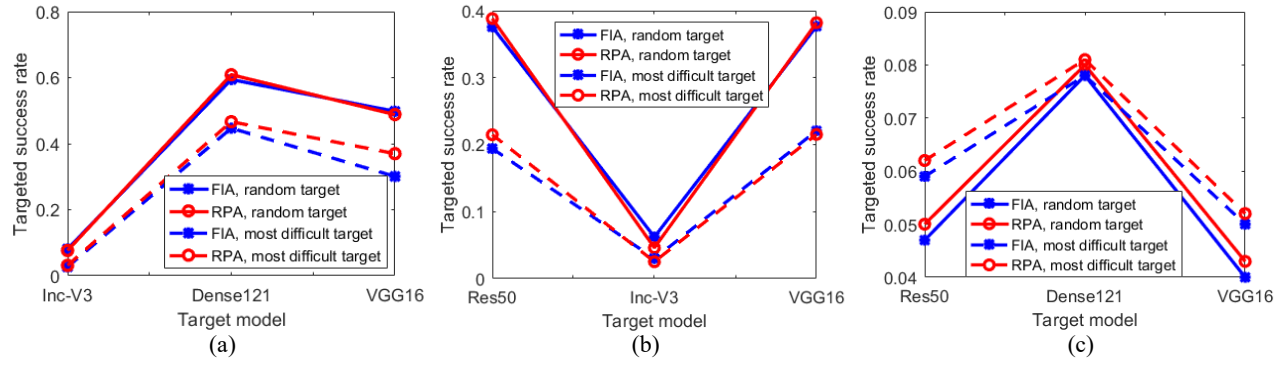 0.8
0.6
0.4
0.2
0
Targeted success rate
FIA, random target
RPA, random target
FIA, most difficult target
RPA, most difficult target
Inc-V3 Dense121 VGG16
Target model
(a)
0.4
0.3
0.2
0.1
0
Targeted success rate
FIA, random target
RPA, random target
FIA, most difficult target
RPA, most difficult target
Res50 Inc-V3 VGG16
Target model
(b)
0.09
0.08
0.07
0.06
0.05
0.04
Targeted success rate
FIA, random target
RPA, random target
FIA, most difficult target
RPA, most difficult target
Res50 Dense121 VGG16
Target model
(c)